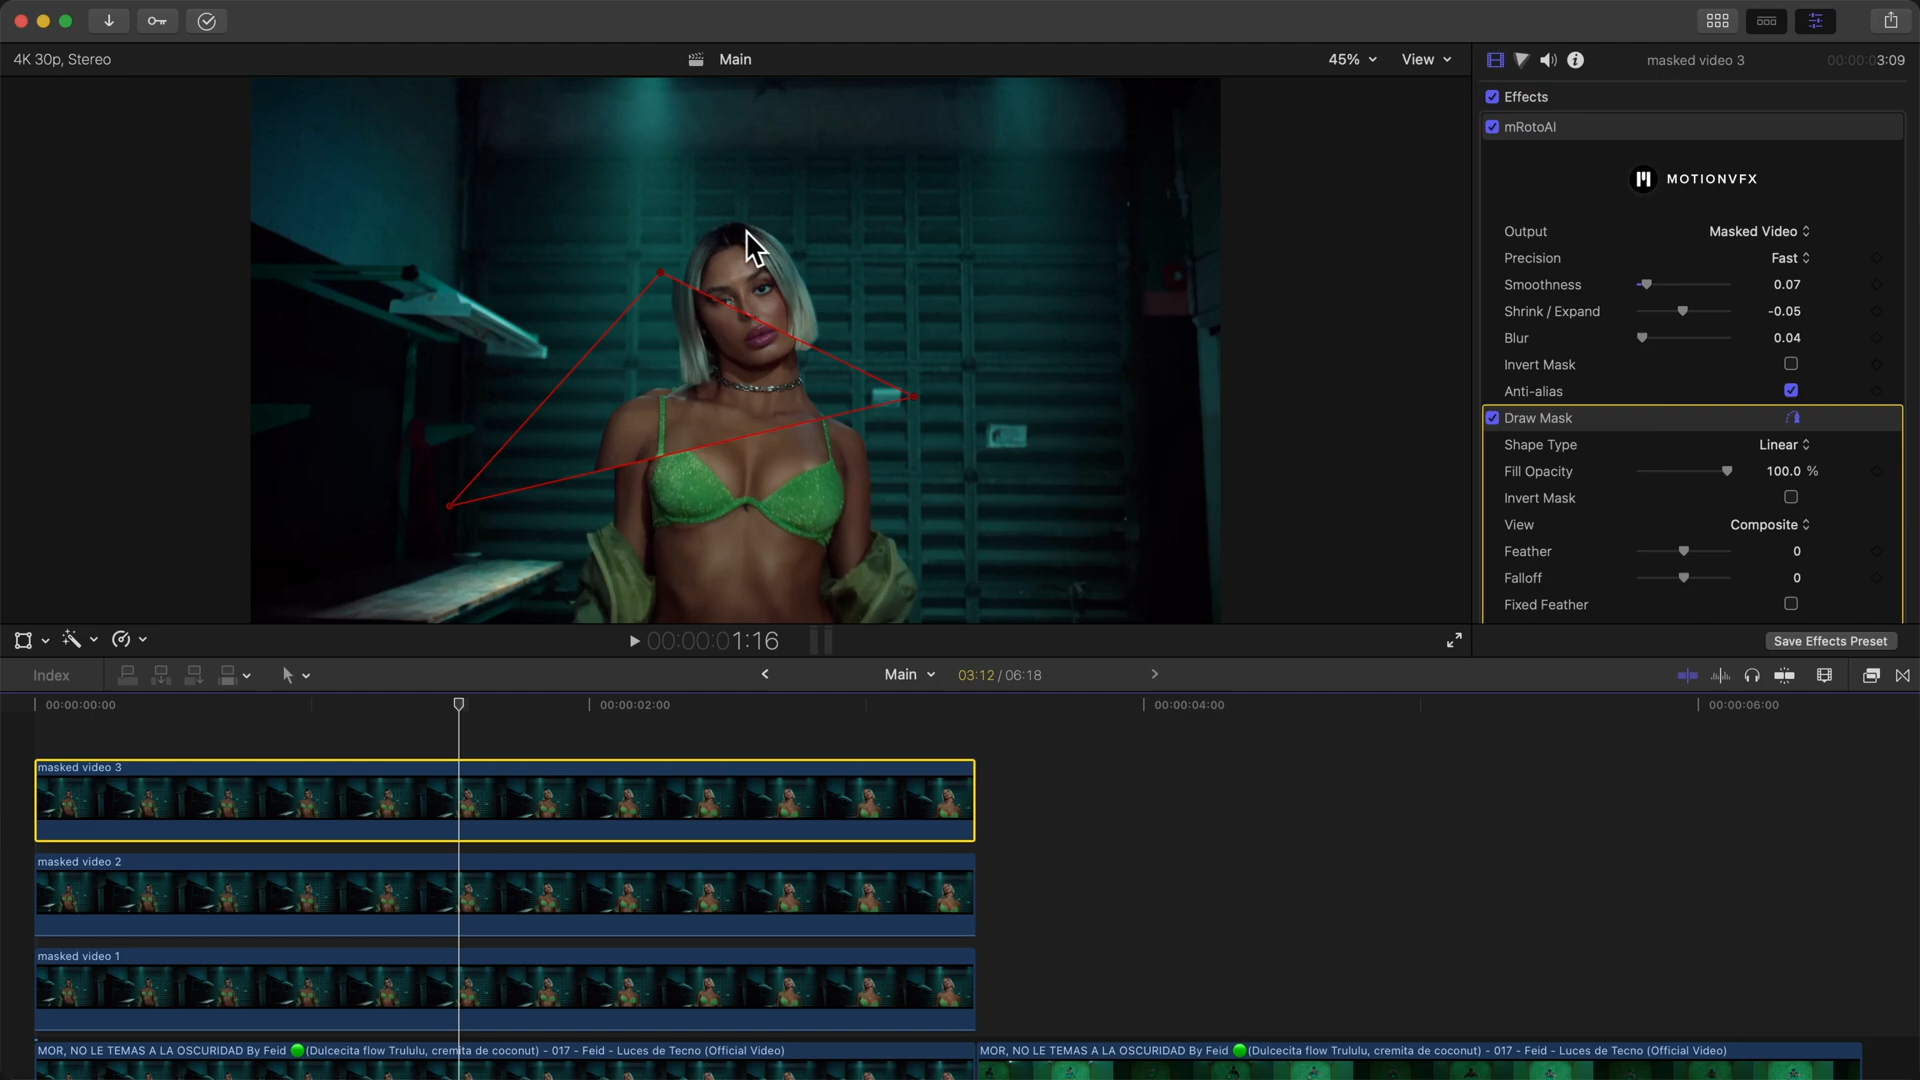 4K 30p, Stereo
Main
45%
View
masked video 3
00:00:03:09
Effects
mRotoAI
MOTIONVFX
Output
Masked Video
Precision
Fast
Smoothness
0.07
Shrink / Expand
-0.05
Blur
0.04
Invert Mask
Anti-alias
Draw Mask
Shape Type
Linear
Fill Opacity
100.0 %
Invert Mask
View
Composite
Feather
0
Falloff
0
Fixed Feather
00:00:01:16
Save Effects Preset
Index
Main
03:12 / 06:18
00:00:00:00
00:00:02:00
00:00:04:00
00:00:06:00
masked video 3
masked video 2
masked video 1
MOR, NO LE TEMAS A LA OSCURIDAD By Feid 🟢(Dulcecita flow Trululu, cremita de coconut) - 017 - Feid - Luces de Tecno (Official Video)
MOR, NO LE TEMAS A LA OSCURIDAD By Feid 🟢(Dulcecita flow Trululu, cremita de coconut) - 017 - Feid - Luces de Tecno (Official Video)